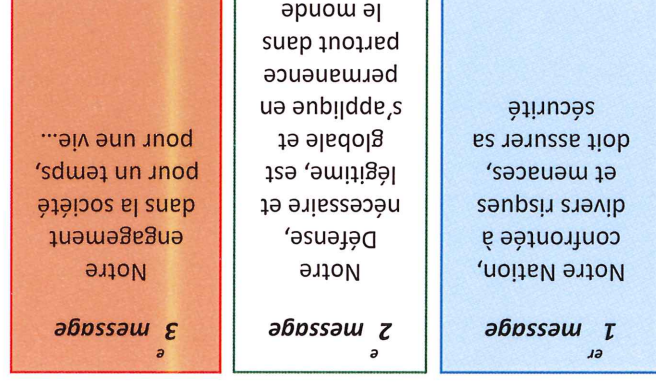 1er message
Notre Nation,
confrontée à
divers risques
et menaces,
doit assurer sa
sécurité
2e message
Notre
Défense,
nécessaire et
légitime, est
globale et
s'applique en
permanence
partout dans
le monde
3e message
Notre
engagement
dans la société
pour un temps,
pour une vie...